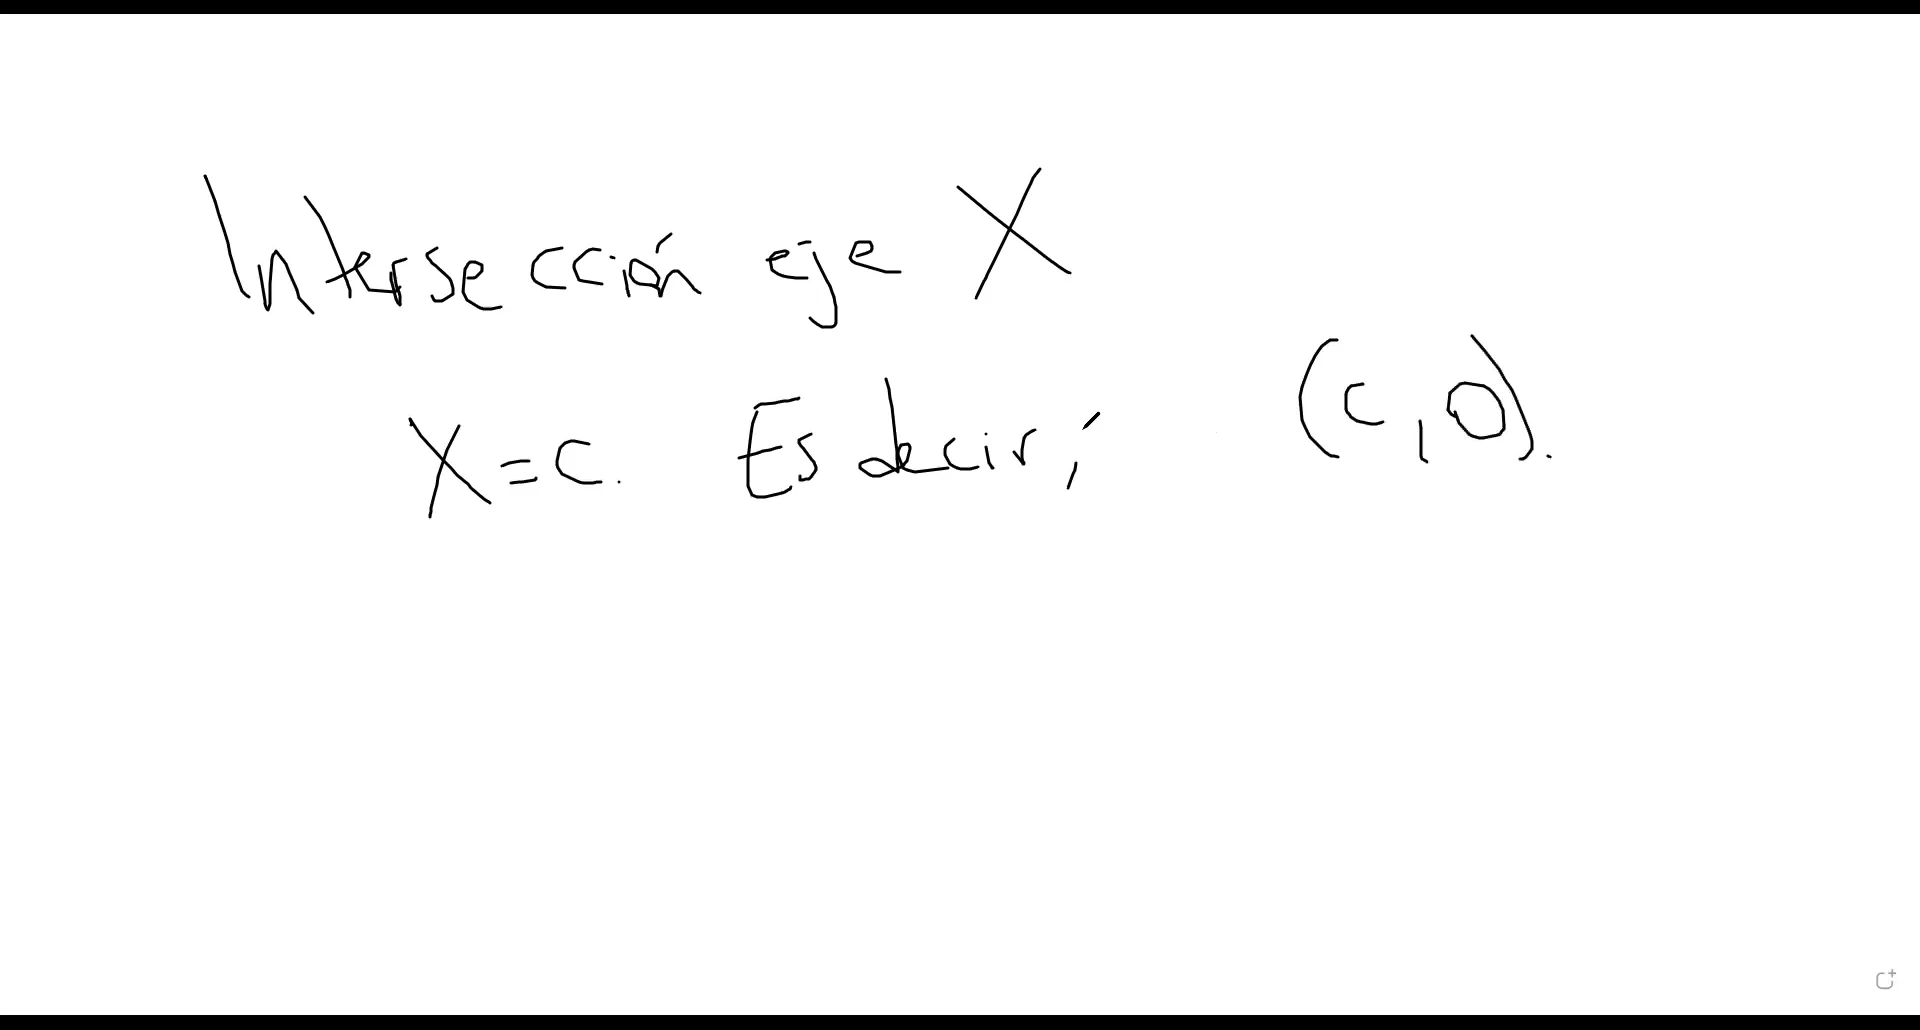 Intersección eje X
X=c. Es decir; (c,0).